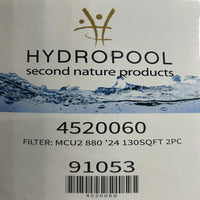 HYDROPOOL
second nature products
4520060
FILTER: MCU2 880 '24 130SQFT 2PC
91053
4520060